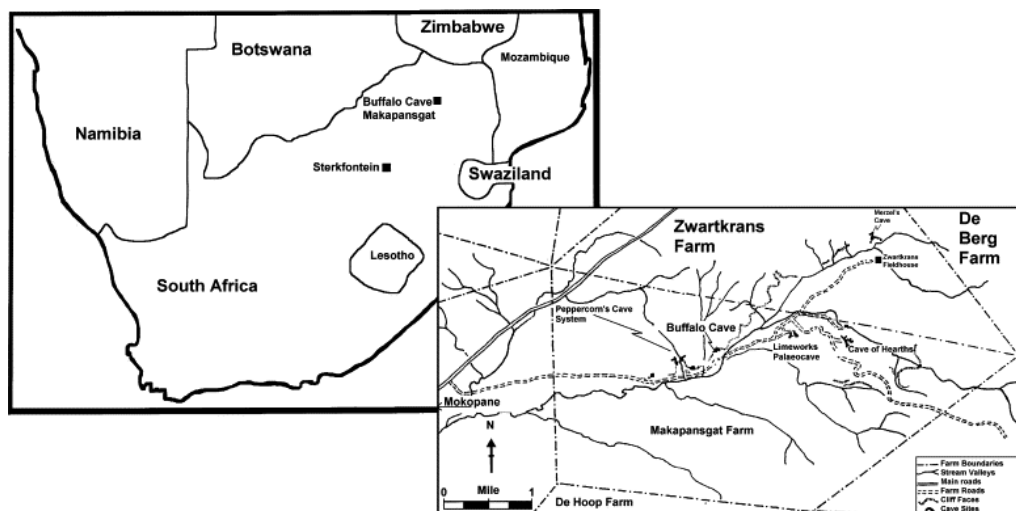 Zimbabwe
Botswana
Mozambique
Buffalo Cave
Makapansgat
Namibia
Sterkfontein
Swaziland
Lesotho
South Africa
Merzel's
Cave
De
Berg
Farm
Zwartkrans
Farm
Zwartkrans
Fieldhouse
Peppercorn's Cave
System
Buffalo Cave
Limeworks
Palaeocave
Cave of Hearths
Mokopane
N
Makapansgat Farm
0
Mile
1
De Hoop Farm
Farm Boundaries
Stream Valleys
Main roads
Farm Roads
Cliff Faces
Cave Sites